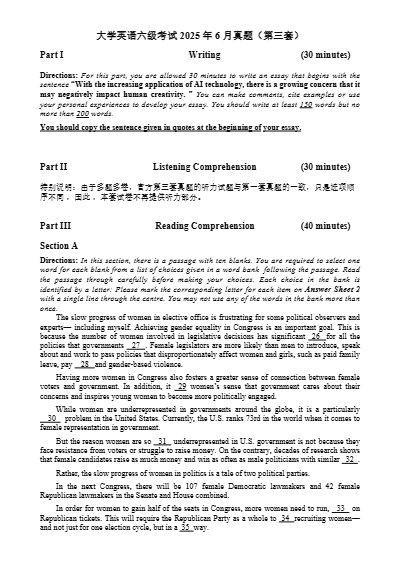 大学英语六级考试 2025 年 6 月真题（第三套）
Part I Writing (30 minutes)
Directions: For this part, you are allowed 30 minutes to write an essay that begins with the
sentence "With the increasing application of AI technology, there is a growing concern that it
may negatively impact human creativity. " You can make comments, cite examples or use
your personal experiences to develop your essay. You should write at least 150 words but no
more than 200 words.
You should copy the sentence given in quotes at the beginning of your essay.
Part II Listening Comprehension (30 minutes)
特别说明：由于多题多卷，官方第三套真题的听力试题与第一套真题的一致，只是选项顺
序不同，因此，本套试卷不再提供听力部分。
Part III Reading Comprehension (40 minutes)
Section A
Directions: In this section, there is a passage with ten blanks. You are required to select one
word for each blank from a list of choices given in a word bank following the passage. Read
the passage through carefully before making your choices. Each choice in the bank is
identified by a letter. Please mark the corresponding letter for each item on Answer Sheet 2
with a single line through the centre. You may not use any of the words in the bank more than
once.
The slow progress of women in elective office is frustrating for some political observers and
experts— including myself. Achieving gender equality in Congress is an important goal. This is
because the number of women involved in legislative decisions has significant 26 for all the
policies that governments 27 . Female legislators are more likely than men to introduce, speak
about and work to pass policies that disproportionately affect women and girls, such as paid family
leave, pay 28 and gender-based violence.
Having more women in Congress also fosters a greater sense of connection between female
voters and government. In addition, it 29 women's sense that government cares about their
concerns and inspires young women to become more politically engaged.
While women are underrepresented in governments around the globe, it is a particularly
30 problem in the United States. Currently, the U.S. ranks 73rd in the world when it comes to
female representation in government.
But the reason women are so 31 underrepresented in U.S. government is not because they
face resistance from voters or struggle to raise money. On the contrary, decades of research shows
that female candidates raise as much money and win as often as male politicians with similar 32 .
Rather, the slow progress of women in politics is a tale of two political parties.
In the next Congress, there will be 107 female Democratic lawmakers and 42 female
Republican lawmakers in the Senate and House combined.
In order for women to gain half of the seats in Congress, more women need to run, 33 on
Republican tickets. This will require the Republican Party as a whole to 34 recruiting women—
and not just for one election cycle, but in a 35 way.